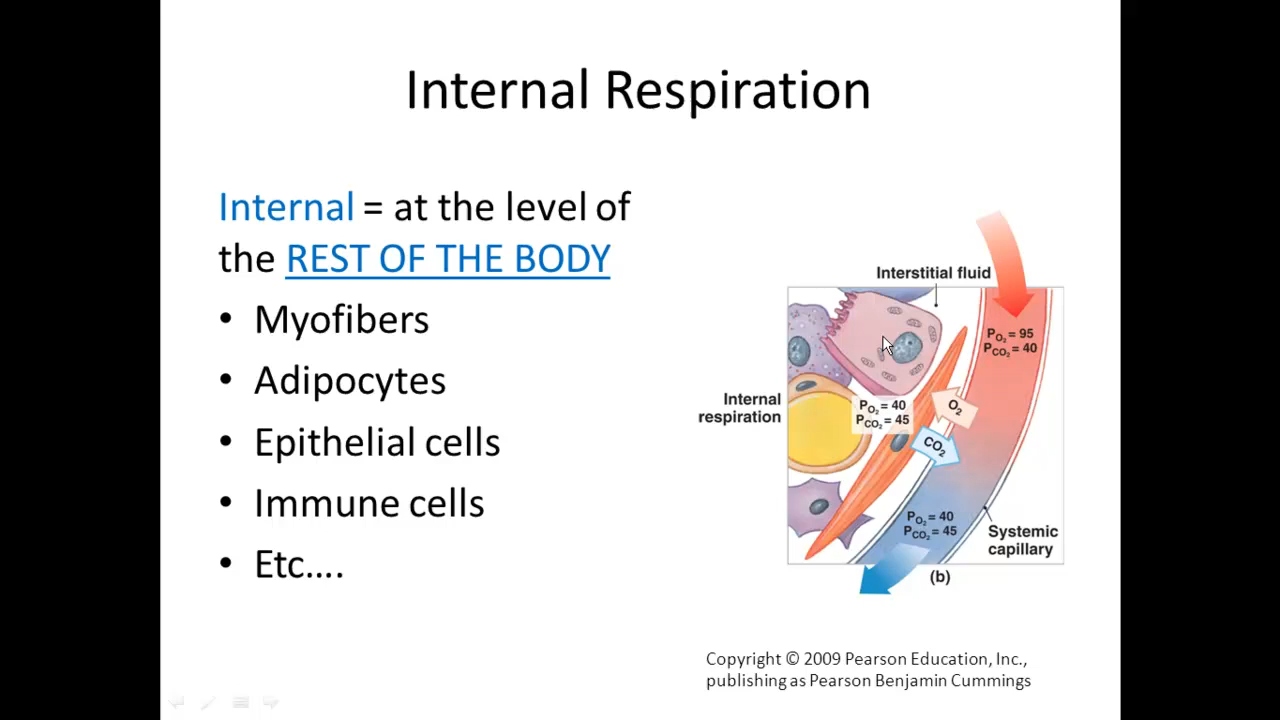 Internal Respiration
Internal = at the level of
the REST OF THE BODY
• Myofibers
• Adipocytes
• Epithelial cells
• Immune cells
• Etc....
Interstitial fluid
PO2 = 95
PCO2 = 40
Internal
respiration
PO2 = 40
PCO2 = 45
O2
CO2
PO2 = 40
PCO2 = 45
Systemic
capillary
(b)
Copyright © 2009 Pearson Education, Inc.,
publishing as Pearson Benjamin Cummings